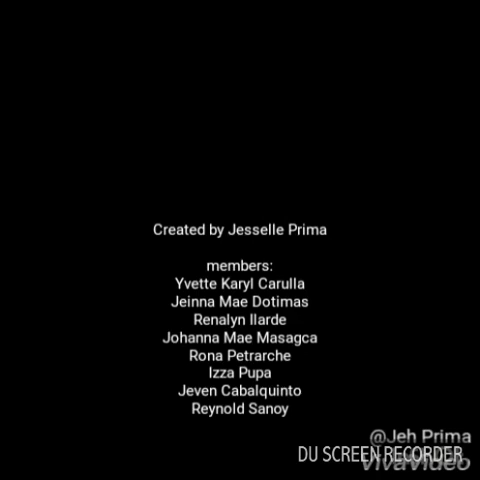 Created by Jesselle Prima
members:
Yvette Karyl Carulla
Jeinna Mae Dotimas
Renalyn Ilarde
Johanna Mae Masagca
Rona Petrarche
Izza Pupa
Jeven Cabalquinto
Reynold Sanoy
@Jeh Prima
DU SCREEN RECORDER
VivaVideo